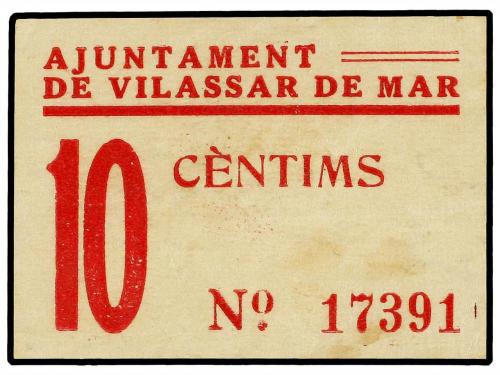 AJUNTAMENT
DE VILASSAR DE MAR
10 CÈNTIMS
Nº 17391